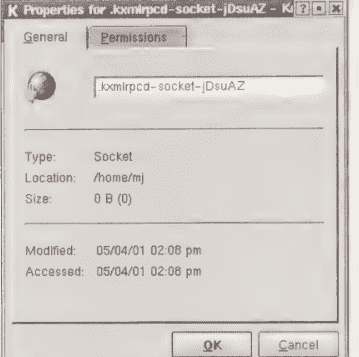 K Properties for .kxmlrpcd-socket-jDsuAZ - K
General Permissions
.kxmlrpcd-socket-jDsuAZ
Type: Socket
Location: /home/mj
Size: 0 B (0)
Modified: 05/04/01 02:08 pm
Accessed: 05/04/01 02:08 pm
OK Cancel